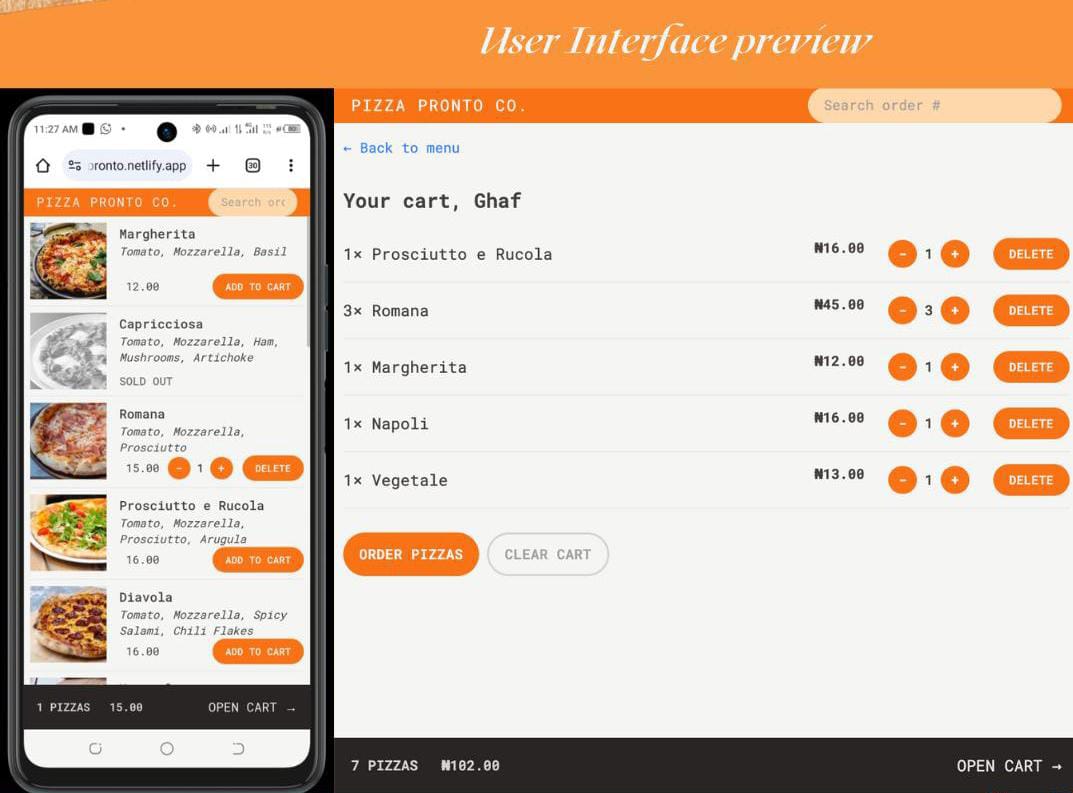 User Interface preview
11:27 AM
pronto.netlify.app
30
PIZZA PRONTO CO.
Search ord
Margherita
Tomato, Mozzarella, Basil
12.00
ADD TO CART
Capricciosa
Tomato, Mozzarella, Ham,
Mushrooms, Artichoke
SOLD OUT
Romana
Tomato, Mozzarella,
Prosciutto
15.00 - 1 + DELETE
Prosciutto e Rucola
Tomato, Mozzarella,
Prosciutto, Arugula
16.00
ADD TO CART
Diavola
Tomato, Mozzarella, Spicy
Salami, Chili Flakes
16.00
ADD TO CART
1 PIZZAS 15.00 OPEN CART →
PIZZA PRONTO CO.
Search order #
← Back to menu
Your cart, Ghaf
1× Prosciutto e Rucola ₦16.00 - 1 + DELETE
3× Romana ₦45.00 - 3 + DELETE
1× Margherita ₦12.00 - 1 + DELETE
1× Napoli ₦16.00 - 1 + DELETE
1× Vegetale ₦13.00 - 1 + DELETE
ORDER PIZZAS CLEAR CART
7 PIZZAS ₦102.00 OPEN CART →